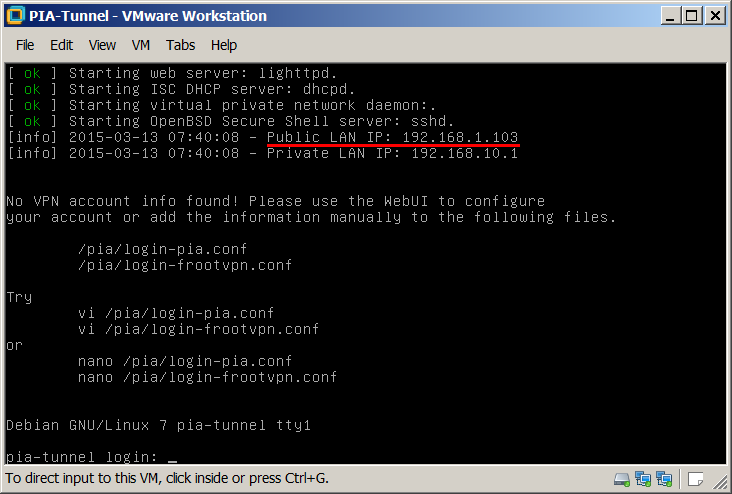 PIA-Tunnel - VMware Workstation
File Edit View VM Tabs Help
[ ok ] Starting web server: lighttpd.
[ ok ] Starting ISC DHCP server: dhcpd.
[ ok ] Starting virtual private network daemon:.
[ ok ] Starting OpenBSD Secure Shell server: sshd.
[info] 2015-03-13 07:40:08 - Public LAN IP: 192.168.1.103
[info] 2015-03-13 07:40:08 - Private LAN IP: 192.168.10.1
No VPN account info found! Please use the WebUI to configure
your account or add the information manually to the following files.
/pia/login-pia.conf
/pia/login-frootvpn.conf
Try
vi /pia/login-pia.conf
vi /pia/login-frootvpn.conf
or
nano /pia/login-pia.conf
nano /pia/login-frootvpn.conf
Debian GNU/Linux 7 pia-tunnel tty1
pia-tunnel login: _
To direct input to this VM, click inside or press Ctrl+G.